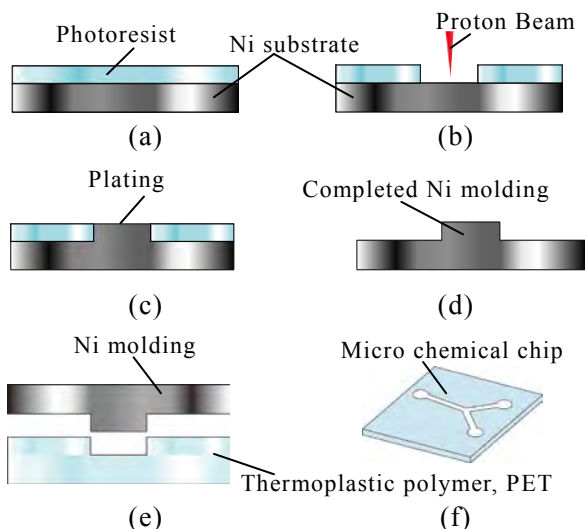 Photoresist
Ni substrate
Proton Beam
(a)
(b)
Plating
Completed Ni molding
(c)
(d)
Ni molding
Micro chemical chip
Thermoplastic polymer, PET
(e)
(f)